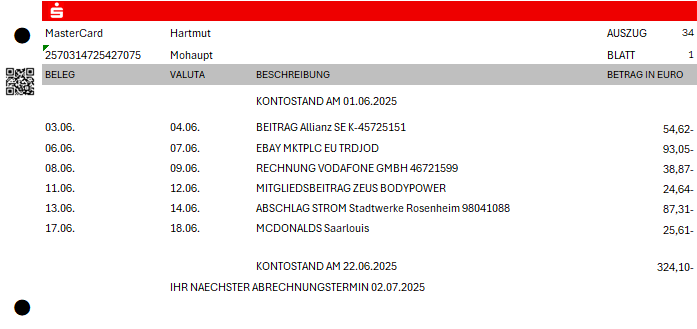 MasterCard Hartmut AUSZUG 34
2570314725427075 Mohaupt BLATT 1
BELEG VALUTA BESCHREIBUNG BETRAG IN EURO
KONTOSTAND AM 01.06.2025
03.06. 04.06. BEITRAG Allianz SE K-45725151 54,62-
06.06. 07.06. EBAY MKTPLC EU TRDJOD 93,05-
08.06. 09.06. RECHNUNG VODAFONE GMBH 46721599 38,87-
11.06. 12.06. MITGLIEDSBEITRAG ZEUS BODYPOWER 24,64-
13.06. 14.06. ABSCHLAG STROM Stadtwerke Rosenheim 98041088 87,31-
17.06. 18.06. MCDONALDS Saarlouis 25,61-
KONTOSTAND AM 22.06.2025 324,10-
IHR NAECHSTER ABRECHNUNGSTERMIN 02.07.2025